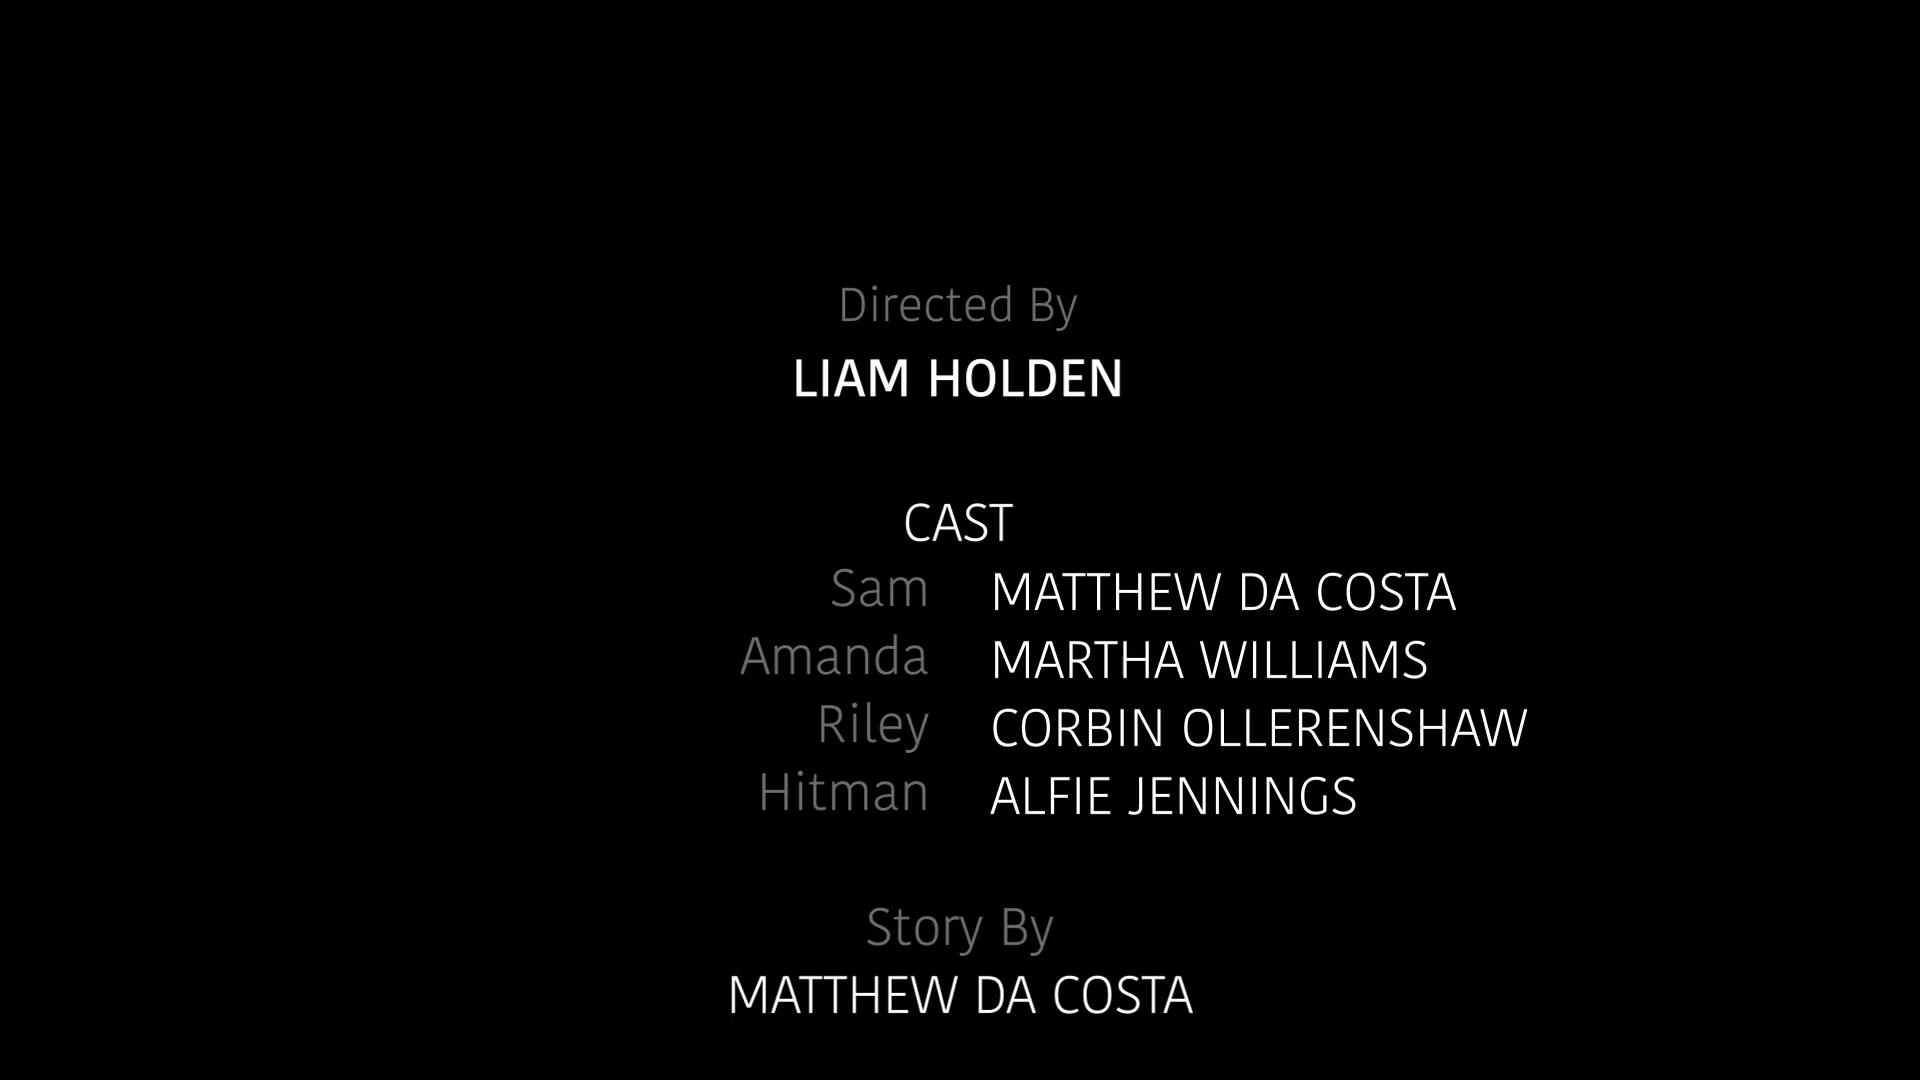 Directed By
LIAM HOLDEN
CAST
Sam MATTHEW DA COSTA
Amanda MARTHA WILLIAMS
Riley CORBIN OLLERENSHAW
Hitman ALFIE JENNINGS
Story By
MATTHEW DA COSTA